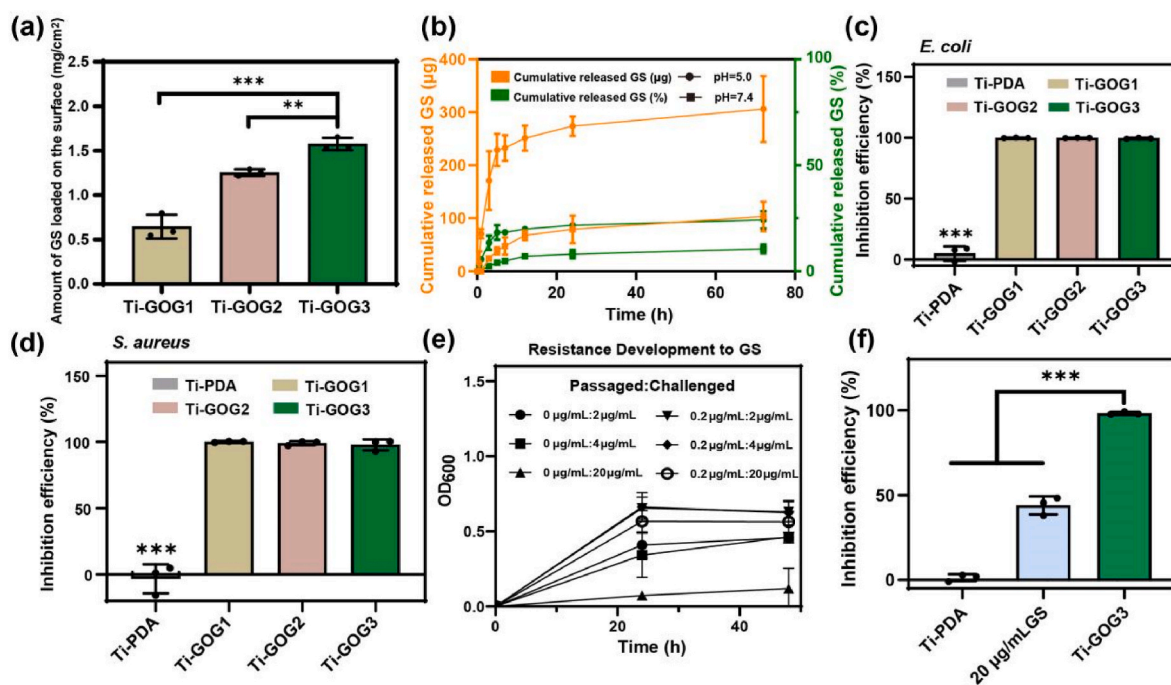 (a)
Amount of GS loaded on the surface (mg/cm²)
2.5
2.0
1.5
1.0
0.5
0.0
***
**
Ti-GOG1
Ti-GOG2
Ti-GOG3
(b)
Cumulative released GS (µg)
400
300
200
100
0
Cumulative released GS (µg)
pH=5.0
Cumulative released GS (%)
pH=7.4
100
50
0
Cumulative released GS (%)
0
20
40
60
80
Time (h)
(c)
E. coli
Inhibition efficiency (%)
150
100
50
0
Ti-PDA
Ti-GOG1
Ti-GOG2
Ti-GOG3
***
Ti-PDA
Ti-GOG1
Ti-GOG2
Ti-GOG3
(d)
S. aureus
Inhibition efficiency (%)
100
50
0
Ti-PDA
Ti-GOG1
Ti-GOG2
Ti-GOG3
***
Ti-PDA
Ti-GOG1
Ti-GOG2
Ti-GOG3
(e)
Resistance Development to GS
OD600
1.5
1.0
0.5
0.0
Passaged:Challenged
0 µg/mL:2µg/mL
0.2µg/mL:2µg/mL
0 µg/mL:4µg/mL
0.2µg/mL:4µg/mL
0 µg/mL:20µg/mL
0.2µg/mL:20µg/mL
0
20
40
Time (h)
(f)
Inhibition efficiency (%)
100
50
0
***
Ti-PDA
20 µg/mLGS
Ti-GOG3